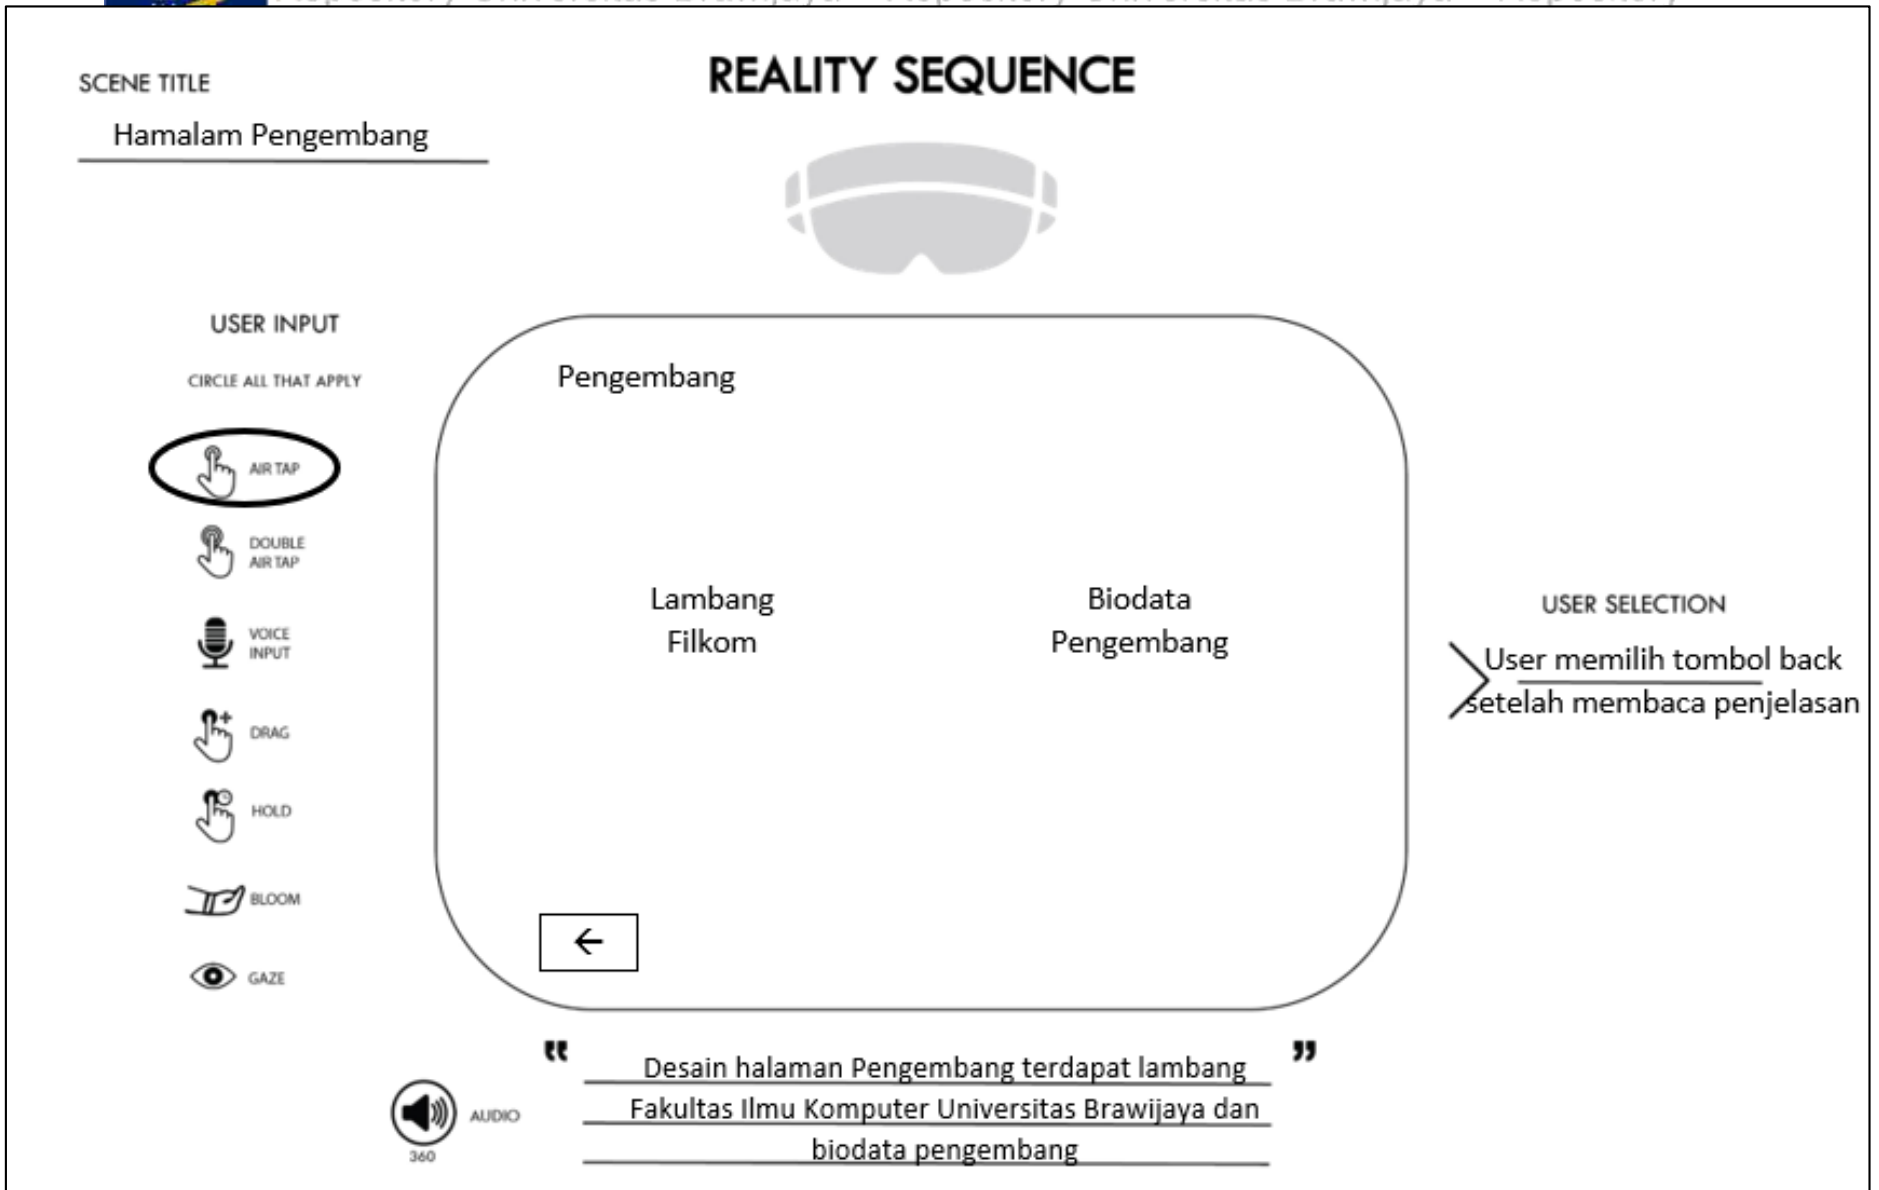 REALITY SEQUENCE
SCENE TITLE
Hamalam Pengembang
USER INPUT
CIRCLE ALL THAT APPLY
AIR TAP
DOUBLE
AIR TAP
VOICE
INPUT
DRAG
HOLD
BLOOM
GAZE
Pengembang
Lambang
Filkom
Biodata
Pengembang
←
USER SELECTION
User memilih tombol back
setelah membaca penjelasan
AUDIO
360
“ Desain halaman Pengembang terdapat lambang ”
Fakultas Ilmu Komputer Universitas Brawijaya dan
biodata pengembang